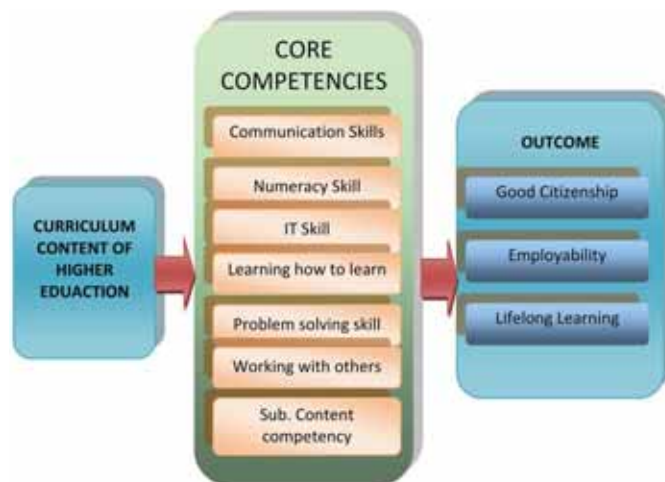 CURRICULUM
CONTENT OF
HIGHER
EDUACTION
CORE
COMPETENCIES
Communication Skills
Numeracy Skill
IT Skill
Learning how to learn
Problem solving skill
Working with others
Sub. Content
competency
OUTCOME
Good Citizenship
Employability
Lifelong Learning